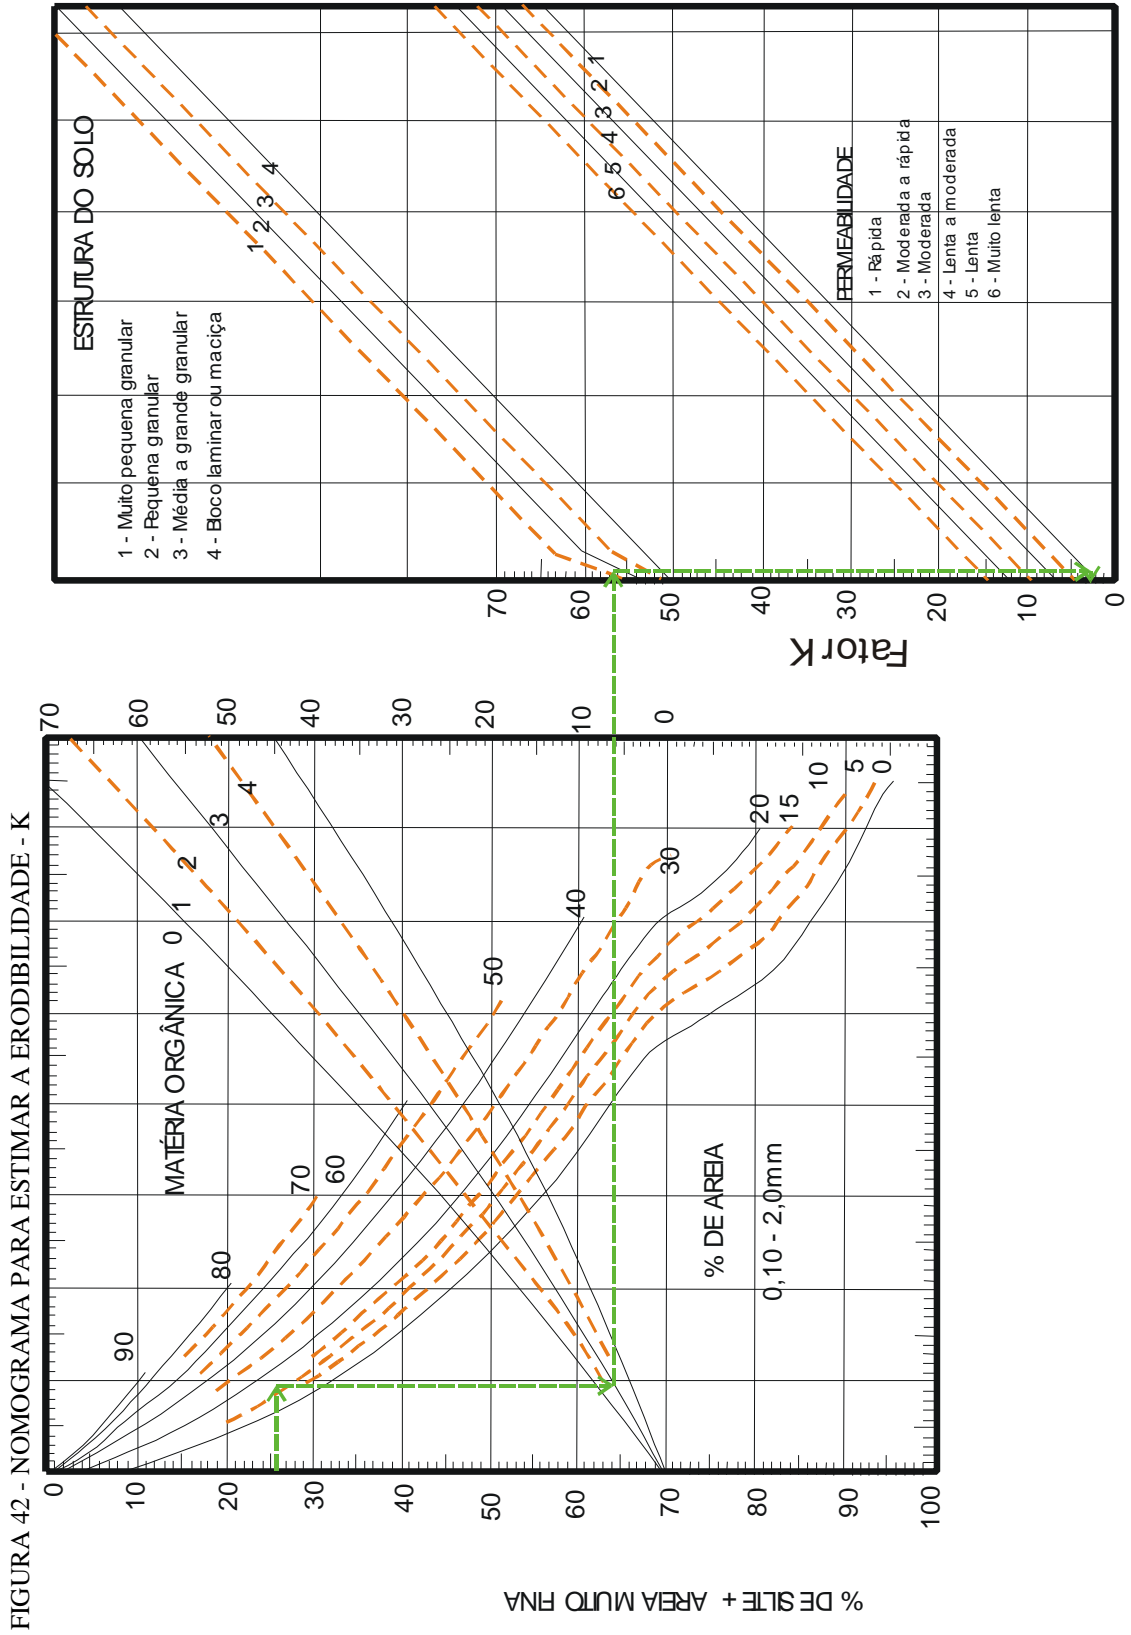 FIGURA 42 - NOMOGRAMA PARA ESTIMAR A ERODIBILIDADE - K
% DE SILTE + AREIA MUITO FINA
0
10
20
30
40
50
60
70
80
90
100
MATÉRIA ORGÂNICA 0
1
2
3
4
90
80
70
60
50
40
30
20
15
10
5
0
% DE AREIA
0,10 - 2,0mm
70
60
50
40
30
20
10
0
Fator K
70
60
50
40
30
20
10
0
ESTRUTURA DO SOLO
1 - Muito pequena granular
2 - Pequena granular
3 - Média a grande granular
4 - Bloco laminar ou maciça
1
2
3
4
6
5
4
3
2
1
PERMEABILIDADE
1 - Rápida
2 - Moderada a rápida
3 - Moderada
4 - Lenta a moderada
5 - Lenta
6 - Muito lenta